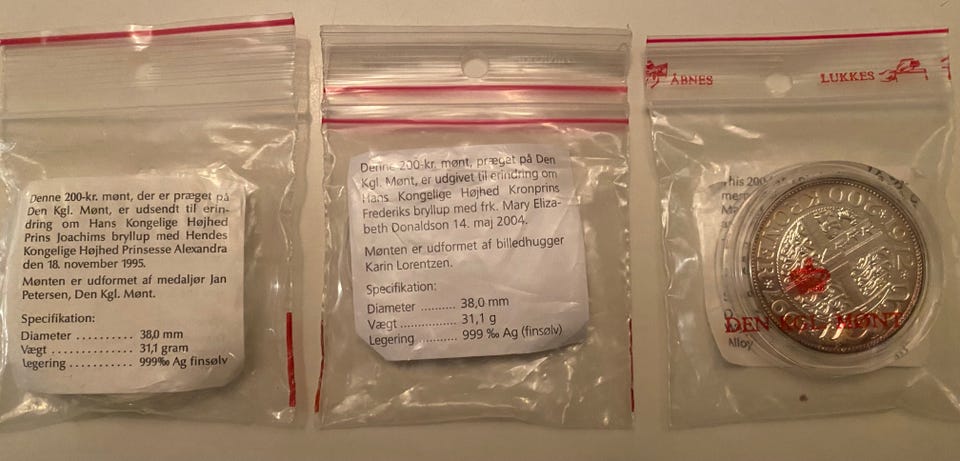 Denne 200-kr. mønt, der er præget på
Den Kgl. Mønt, er udsendt til erin-
dring om Hans Kongelige Højhed
Prins Joachims bryllup med Hendes
Kongelige Højhed Prinsesse Alexandra
den 18. november 1995.
Mønten er udformet af medaljør Jan
Petersen, Den Kgl. Mønt.
Specifikation:
Diameter .......... 38,0 mm
Vægt .............. 31,1 gram
Legering ........... 999‰ Ag finsølv
Denne 200-kr. mønt, præget på Den
Kgl. Mønt, er udgivet til erindring om
Hans Kongelige Højhed Kronprins
Frederiks bryllup med frk. Mary Eliza-
beth Donaldson 14. maj 2004.
Mønten er udformet af billedhugger
Karin Lorentzen.
Specifikation:
Diameter .......... 38,0 mm
Vægt ............... 31,1 g
Legering ............ 999 ‰ Ag (finsølv)
ÅBNES LUKKES
200 KRONER
DEN KGL. MØNT
Alloy